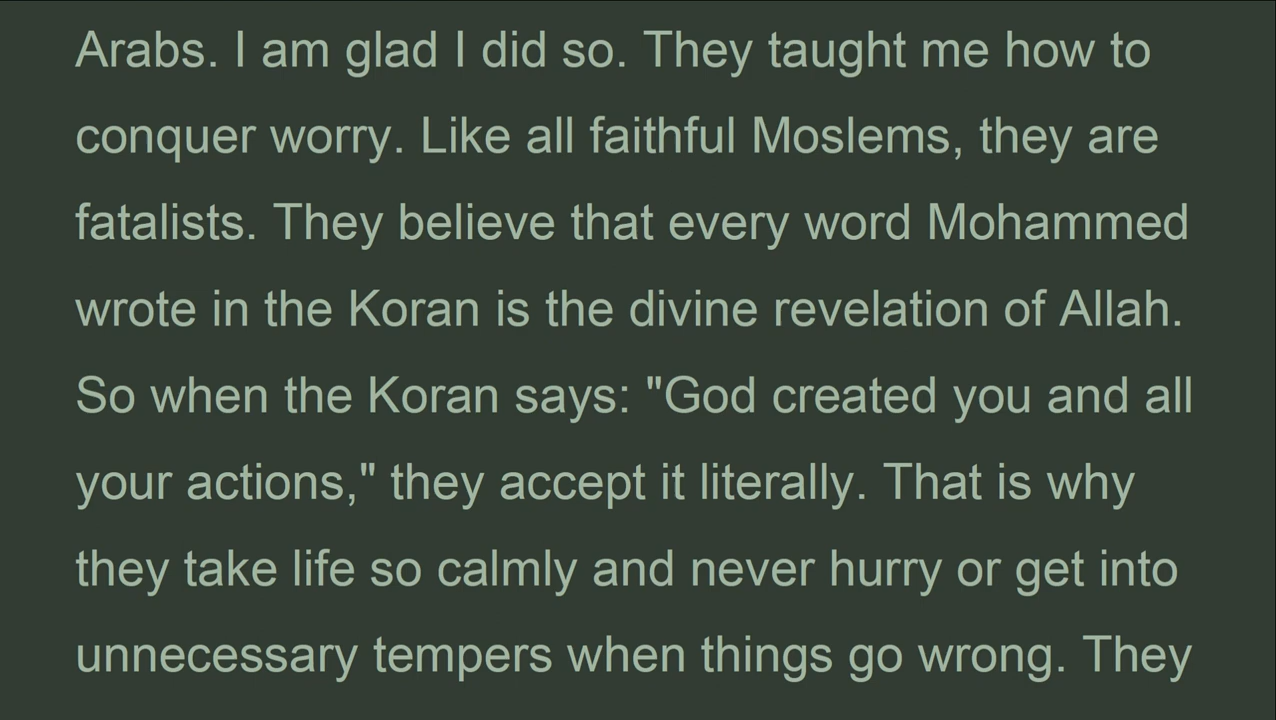 Arabs. I am glad I did so. They taught me how to
conquer worry. Like all faithful Moslems, they are
fatalists. They believe that every word Mohammed
wrote in the Koran is the divine revelation of Allah.
So when the Koran says: "God created you and all
your actions," they accept it literally. That is why
they take life so calmly and never hurry or get into
unnecessary tempers when things go wrong. They